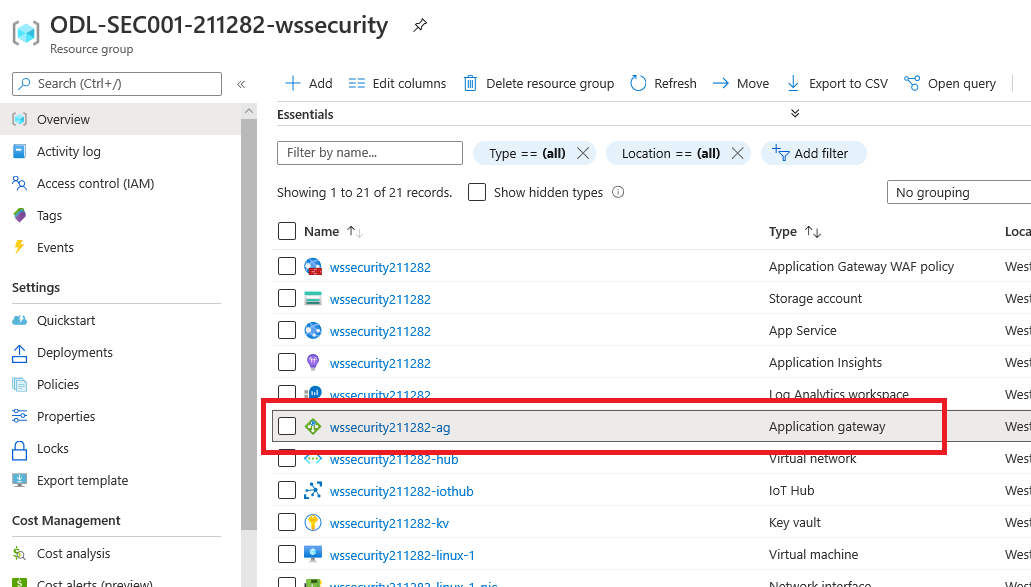 ODL-SEC001-211282-wssecurity
Resource group
Search (Ctrl+/)
«
Add
Edit columns
Delete resource group
Refresh
Move
Export to CSV
Open query
Overview
Activity log
Access control (IAM)
Tags
Events
Settings
Quickstart
Deployments
Policies
Properties
Locks
Export template
Cost Management
Cost analysis
Cost alerts (preview)
Essentials
Filter by name...
Type == (all)
Location == (all)
Add filter
Showing 1 to 21 of 21 records.
Show hidden types
No grouping
Name Type Loca
wssecurity211282 Application Gateway WAF policy West
wssecurity211282 Storage account West
wssecurity211282 App Service West
wssecurity211282 Application Insights West
wssecurity211282 Log Analytics workspace West
wssecurity211282-ag Application gateway West
wssecurity211282-hub Virtual network West
wssecurity211282-iothub IoT Hub West
wssecurity211282-kv Key vault West
wssecurity211282-linux-1 Virtual machine West
wssecurity211282-linux-1-nic Network interface West